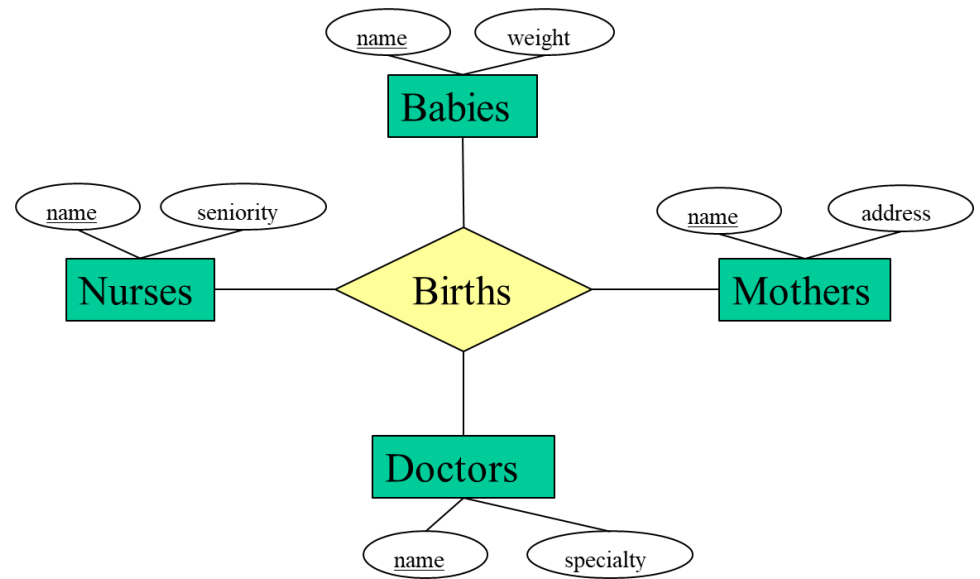 name
weight
Babies
name
seniority
name
address
Nurses
Births
Mothers
Doctors
name
specialty